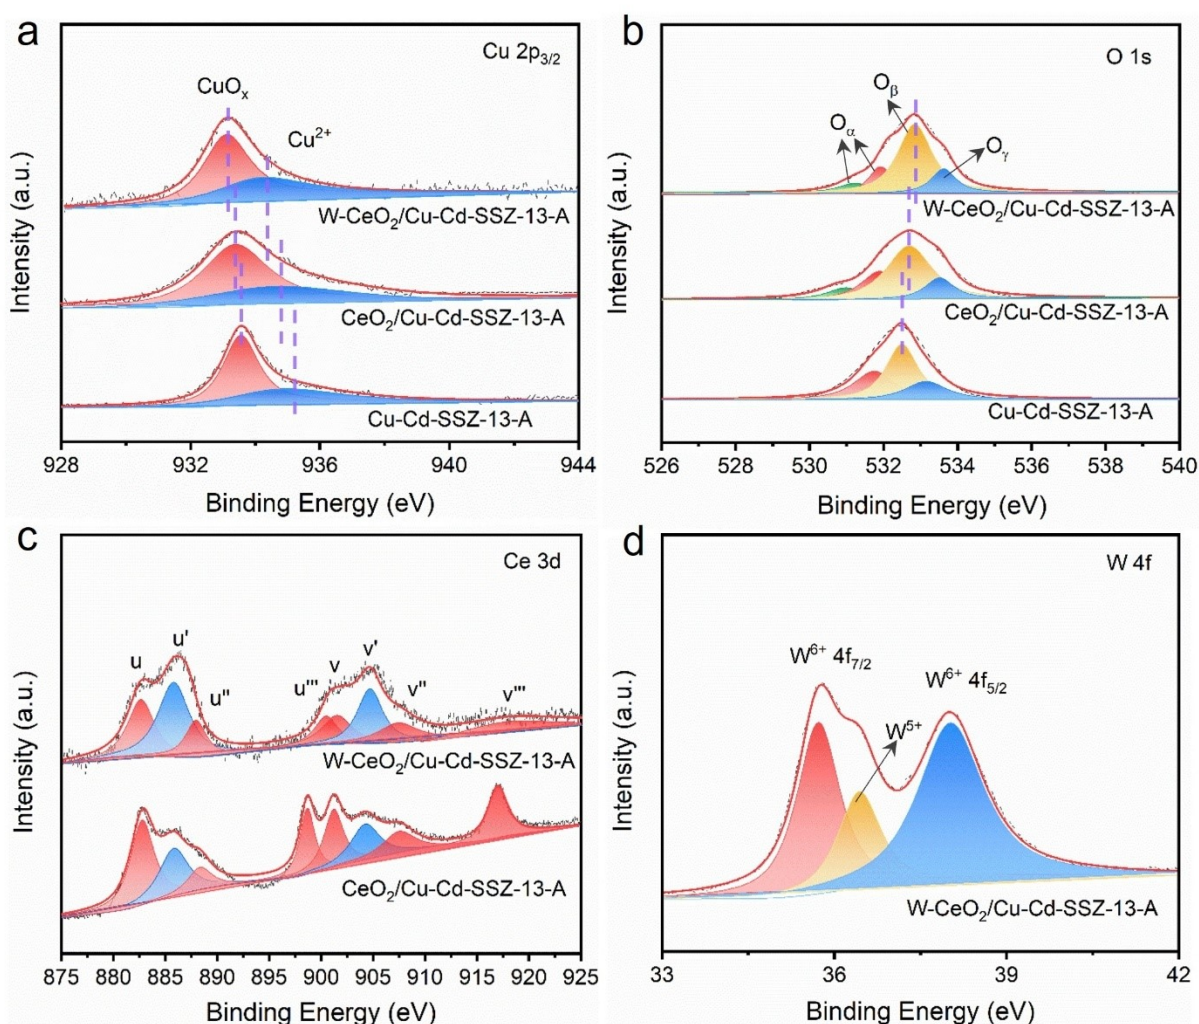 a
Cu 2p₃/₂
CuOₓ
Cu²⁺
W-CeO₂/Cu-Cd-SSZ-13-A
CeO₂/Cu-Cd-SSZ-13-A
Cu-Cd-SSZ-13-A
Intensity (a.u.)
928 932 936 940 944
Binding Energy (eV)
b
O 1s
Oβ
Oα
Oγ
W-CeO₂/Cu-Cd-SSZ-13-A
CeO₂/Cu-Cd-SSZ-13-A
Cu-Cd-SSZ-13-A
Intensity (a.u.)
526 528 530 532 534 536 538 540
Binding Energy (eV)
c
Ce 3d
u u' u'' u''' v v' v'' v'''
W-CeO₂/Cu-Cd-SSZ-13-A
CeO₂/Cu-Cd-SSZ-13-A
Intensity (a.u.)
875 880 885 890 895 900 905 910 915 920 925
Binding Energy (eV)
d
W 4f
W⁶⁺ 4f₇/₂
W⁶⁺ 4f₅/₂
W⁵⁺
W-CeO₂/Cu-Cd-SSZ-13-A
Intensity (a.u.)
33 36 39 42
Binding Energy (eV)